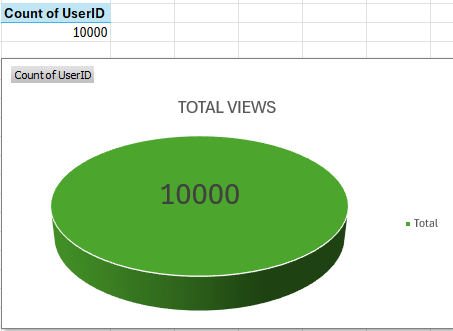 Count of UserID
10000
Count of UserID
TOTAL VIEWS
10000
Total